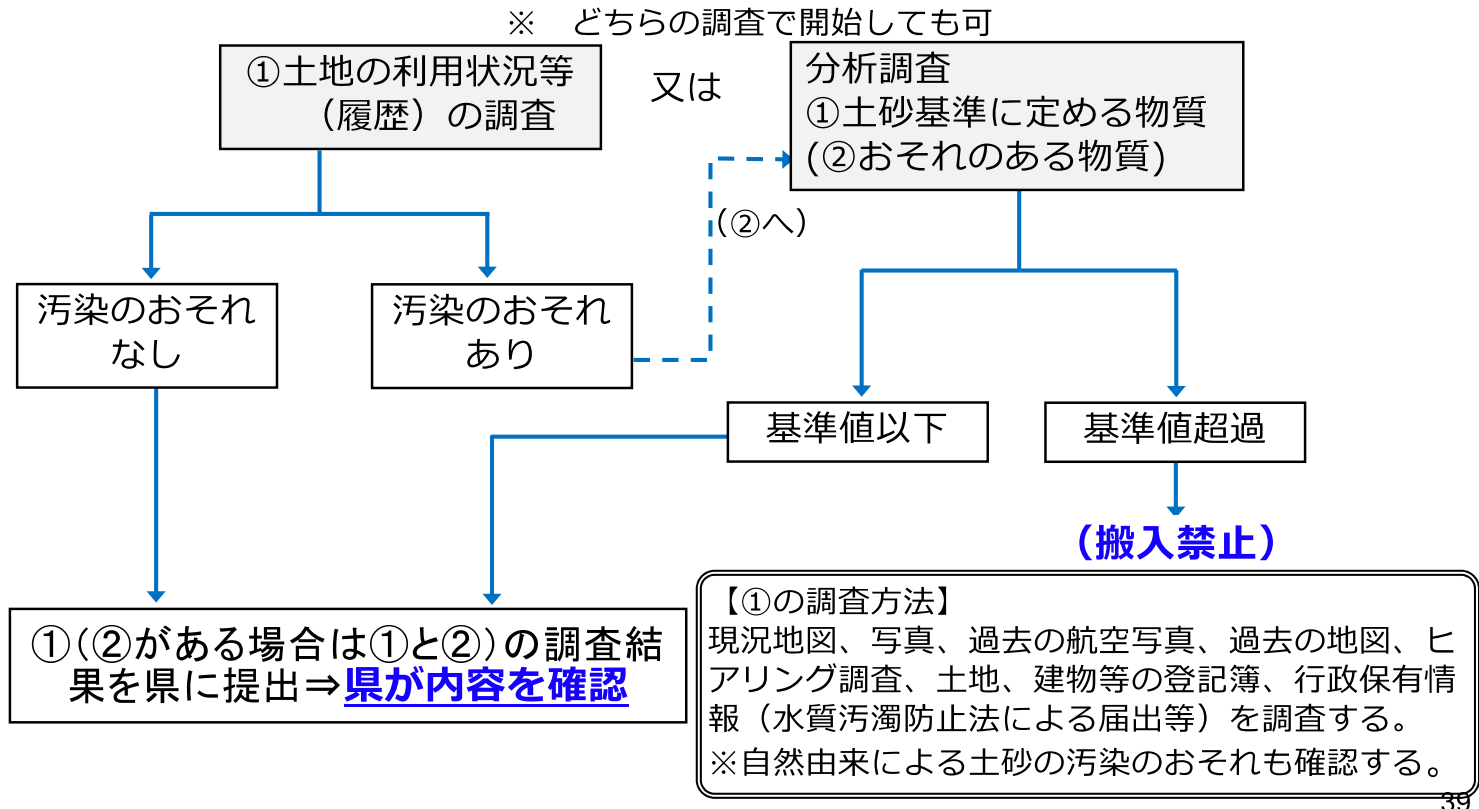 ※　どちらの調査で開始しても可
①土地の利用状況等
（履歴）の調査
又は
分析調査
①土砂基準に定める物質
(②おそれのある物質)
（②へ）
汚染のおそれ
なし
汚染のおそれ
あり
基準値以下
基準値超過
（搬入禁止）
①（②がある場合は①と②）の調査結
果を県に提出⇒県が内容を確認
【①の調査方法】
現況地図、写真、過去の航空写真、過去の地図、ヒ
アリング調査、土地、建物等の登記簿、行政保有情
報（水質汚濁防止法による届出等）を調査する。
※自然由来による土砂の汚染のおそれも確認する。
39